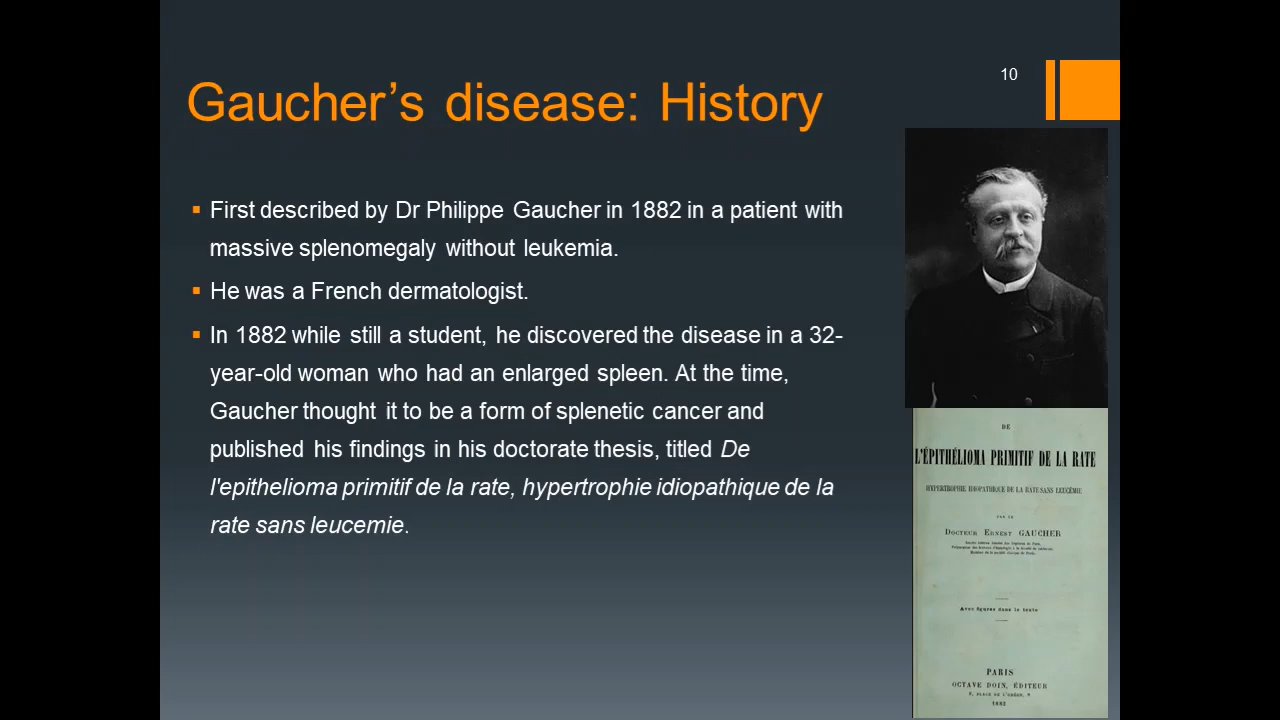 10
Gaucher's disease: History
First described by Dr Philippe Gaucher in 1882 in a patient with
massive splenomegaly without leukemia.
He was a French dermatologist.
In 1882 while still a student, he discovered the disease in a 32-
year-old woman who had an enlarged spleen. At the time,
Gaucher thought it to be a form of splenetic cancer and
published his findings in his doctorate thesis, titled De
l'epithelioma primitif de la rate, hypertrophie idiopathique de la
rate sans leucemie.
DE
L'ÉPITHÉLIOMA PRIMITIF DE LA RATE
HYPERTROPHIE IDIOPATHIQUE DE LA RATE SANS LEUCÉMIE
PAR LE
DOCTEUR ERNEST GAUCHER
Avec figures dans le texte
PARIS
OCTAVE DOIN, ÉDITEUR
8, PLACE DE L'ODÉON, 8
1882